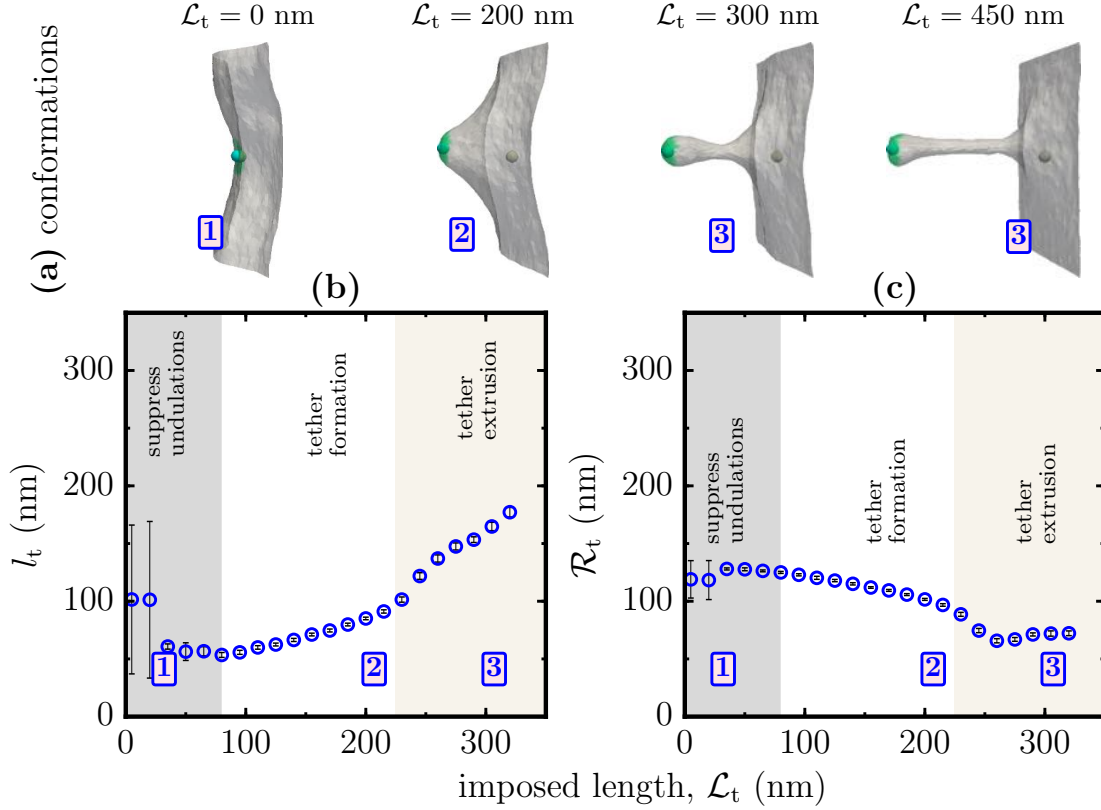 (a) conformations
ℒt = 0 nm
ℒt = 200 nm
ℒt = 300 nm
ℒt = 450 nm
1
2
3
3
(b)
lt (nm)
300
200
100
0
suppress
undulations
tether
formation
tether
extrusion
1
2
3
0
100
200
300
(c)
ℛt (nm)
300
200
100
0
suppress
undulations
tether
formation
tether
extrusion
1
2
3
0
100
200
300
imposed length, ℒt (nm)